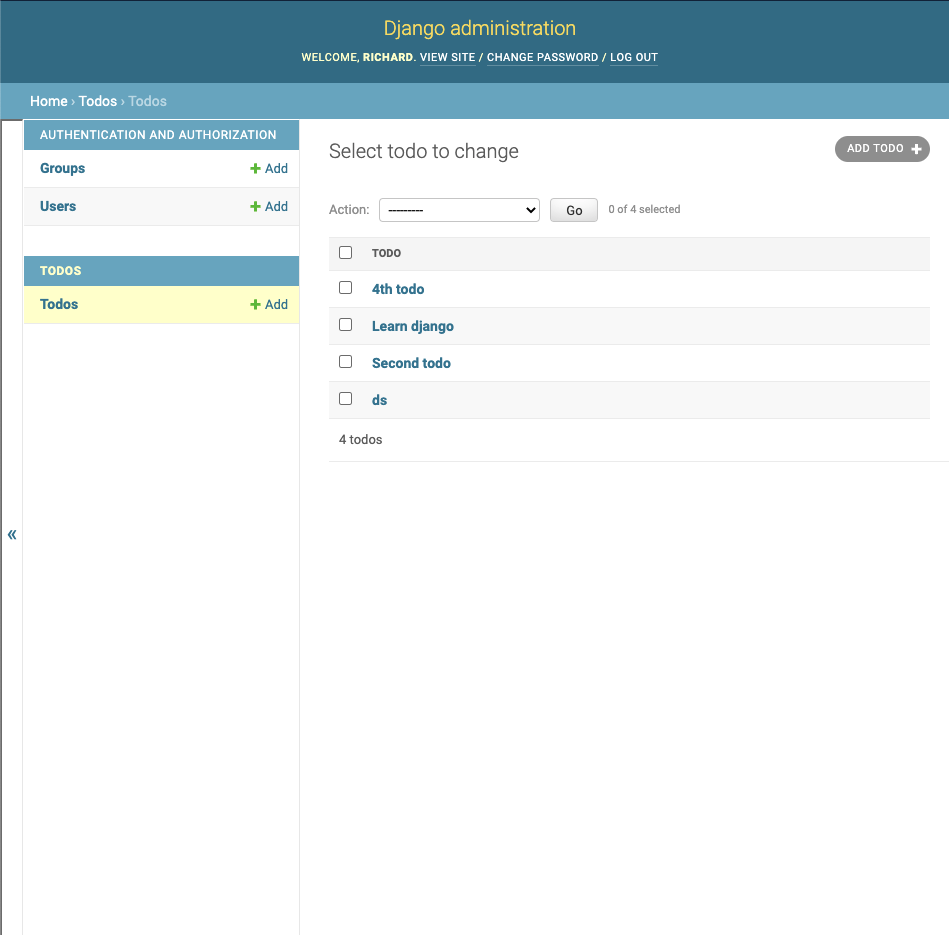 Django administration
WELCOME, RICHARD. VIEW SITE / CHANGE PASSWORD / LOG OUT
Home › Todos › Todos
AUTHENTICATION AND AUTHORIZATION
Groups + Add
Users + Add
TODOS
Todos + Add
«
Select todo to change
ADD TODO +
Action: --------- Go 0 of 4 selected
TODO
4th todo
Learn django
Second todo
ds
4 todos